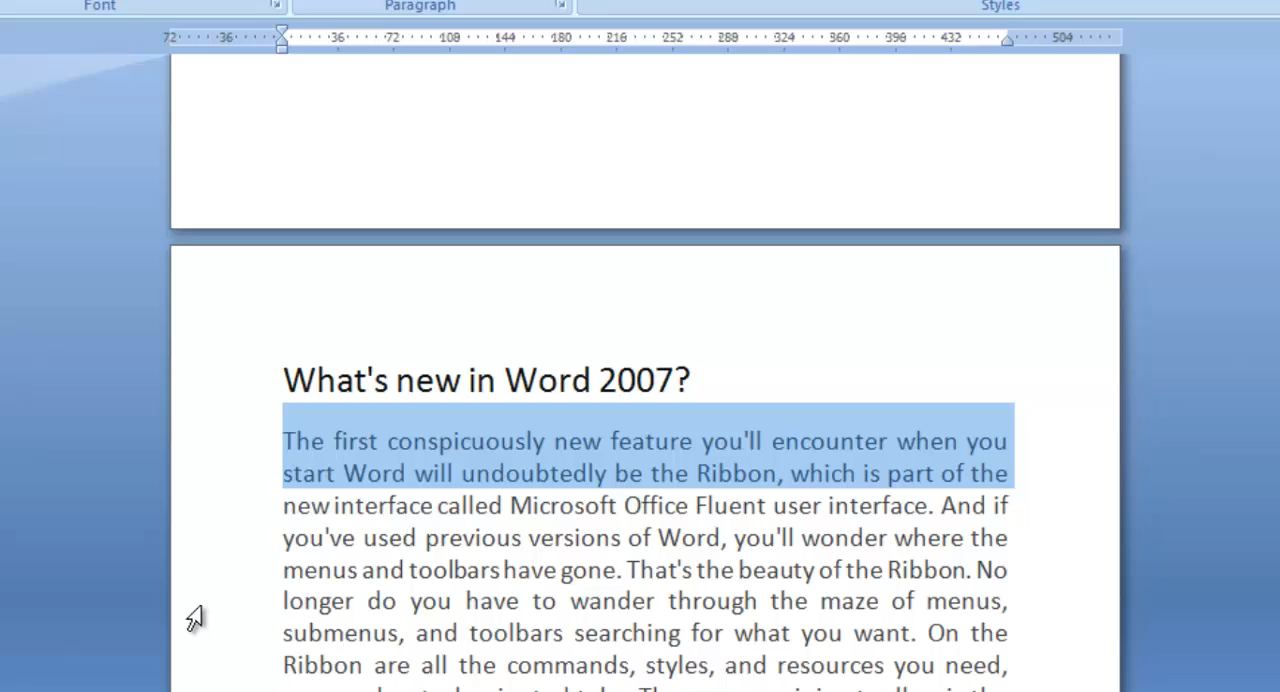 Font Paragraph Styles
72 36 36 72 108 144 180 216 252 288 324 360 396 432 504
What's new in Word 2007?
The first conspicuously new feature you'll encounter when you
start Word will undoubtedly be the Ribbon, which is part of the
new interface called Microsoft Office Fluent user interface. And if
you've used previous versions of Word, you'll wonder where the
menus and toolbars have gone. That's the beauty of the Ribbon. No
longer do you have to wander through the maze of menus,
submenus, and toolbars searching for what you want. On the
Ribbon are all the commands, styles, and resources you need,